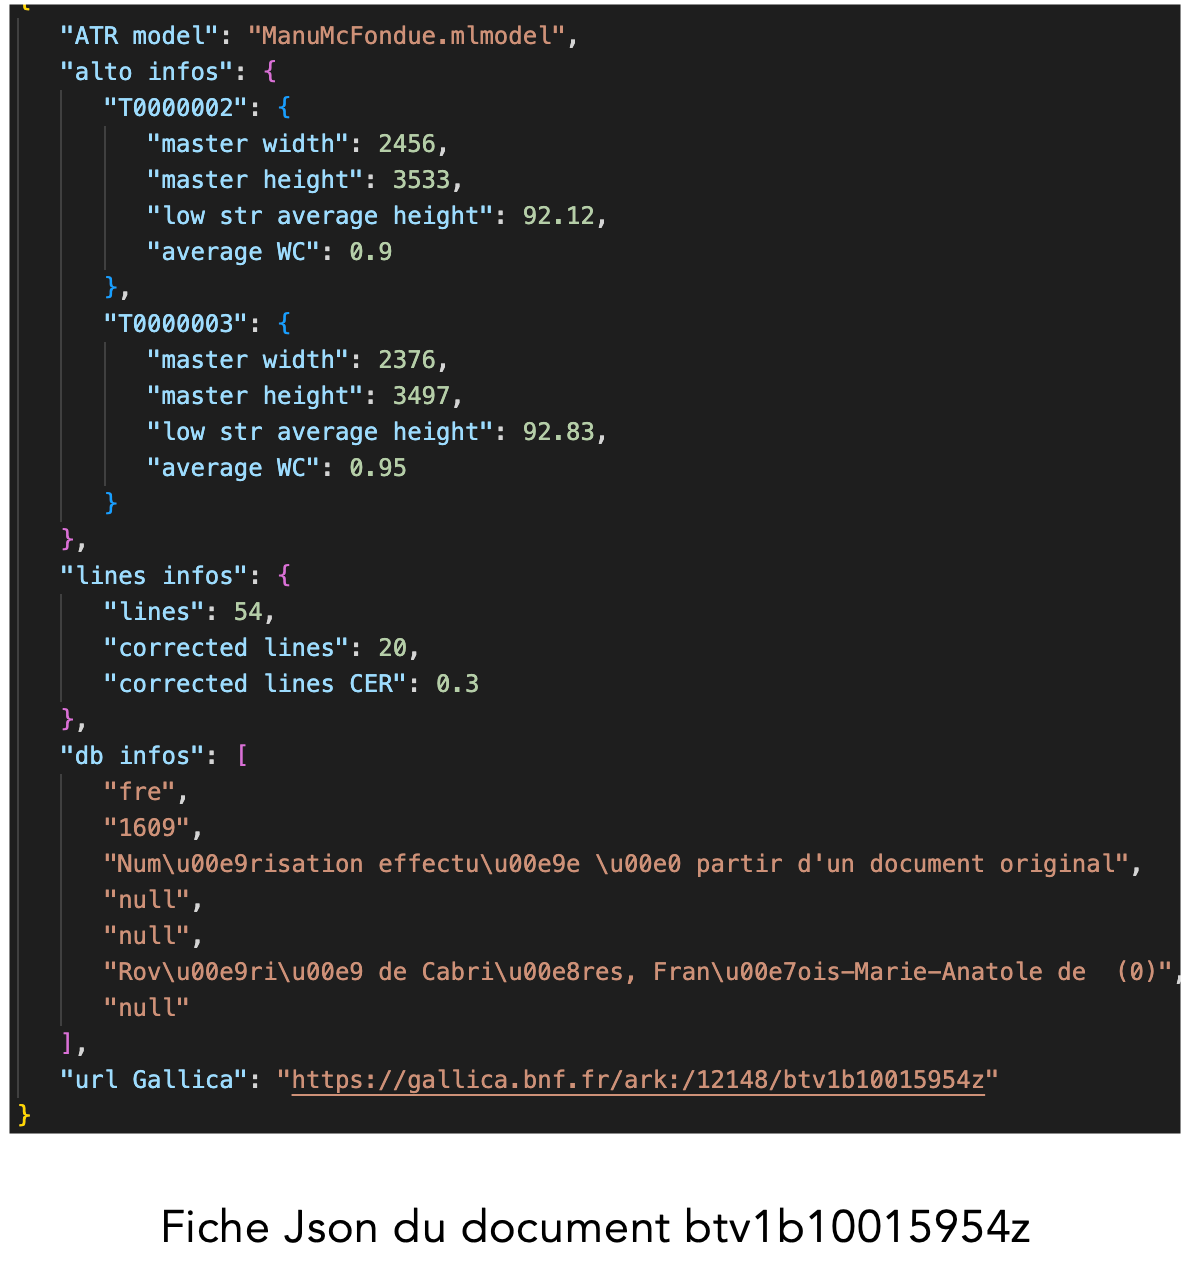 {
"ATR model": "ManuMcFondue.mlmodel",
"alto infos": {
"T0000002": {
"master width": 2456,
"master height": 3533,
"low str average height": 92.12,
"average WC": 0.9
},
"T0000003": {
"master width": 2376,
"master height": 3497,
"low str average height": 92.83,
"average WC": 0.95
}
},
"lines infos": {
"lines": 54,
"corrected lines": 20,
"corrected lines CER": 0.3
},
"db infos": [
"fre",
"1609",
"Num\u00e9risation effectu\u00e9e \u00e0 partir d'un document original",
"null",
"null",
"Rov\u00e9ri\u00e9 de Cabri\u00e8res, Fran\u00e7ois-Marie-Anatole de  (0)",
"null"
],
"url Gallica": "https://gallica.bnf.fr/ark:/12148/btv1b10015954z"
}
Fiche Json du document btv1b10015954z